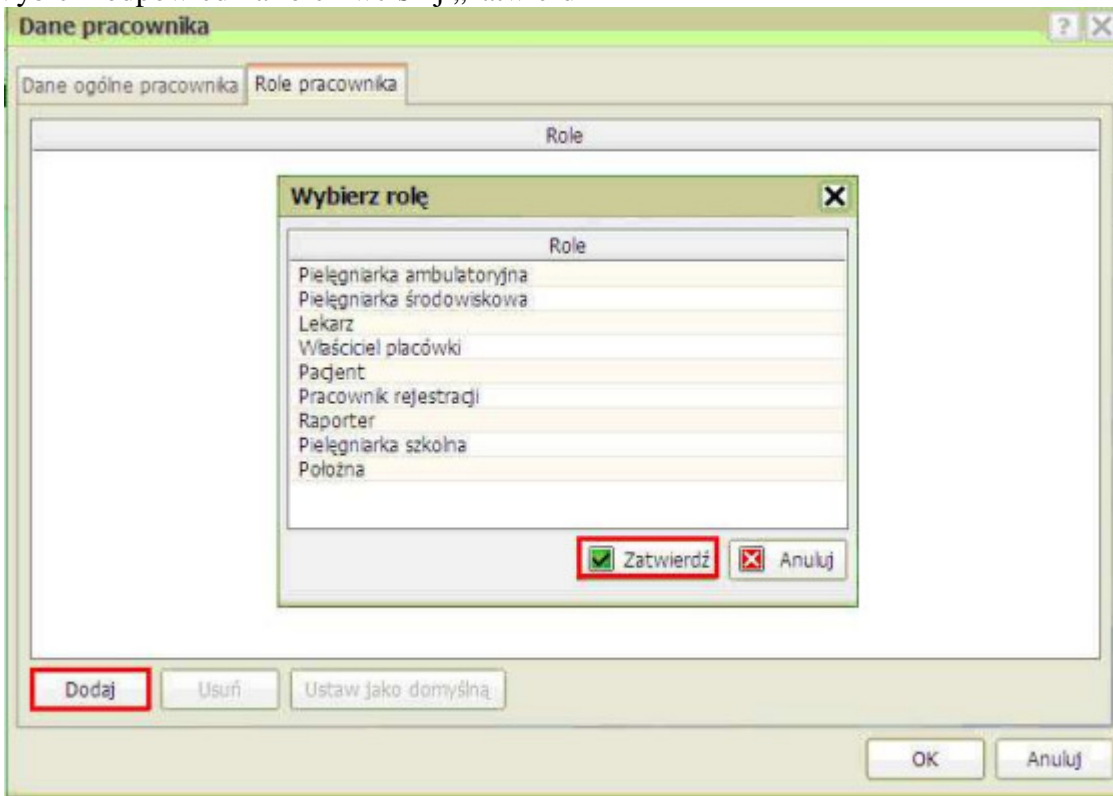 Dane pracownika
Dane ogólne pracownika
Role pracownika
Role
Wybierz rolę
Role
Pielęgniarka ambulatoryjna
Pielęgniarka środowiskowa
Lekarz
Właściciel placówki
Pacjent
Pracownik rejestracji
Raporter
Pielęgniarka szkolna
Położna
Zatwierdź
Anuluj
Dodaj
Usuń
Ustaw jako domyślną
OK
Anuluj